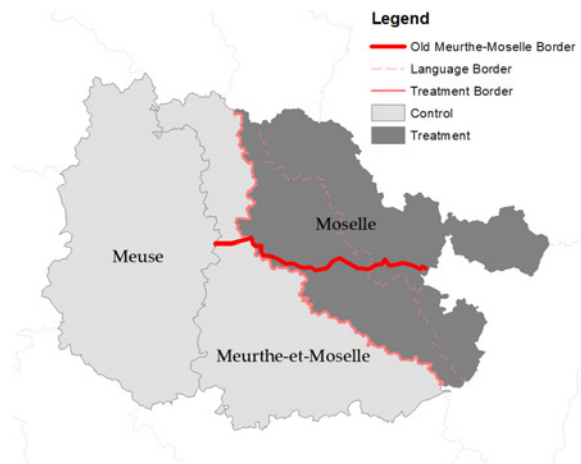 Legend
Old Meurthe-Moselle Border
Language Border
Treatment Border
Control
Treatment
Moselle
Meuse
Meurthe-et-Moselle